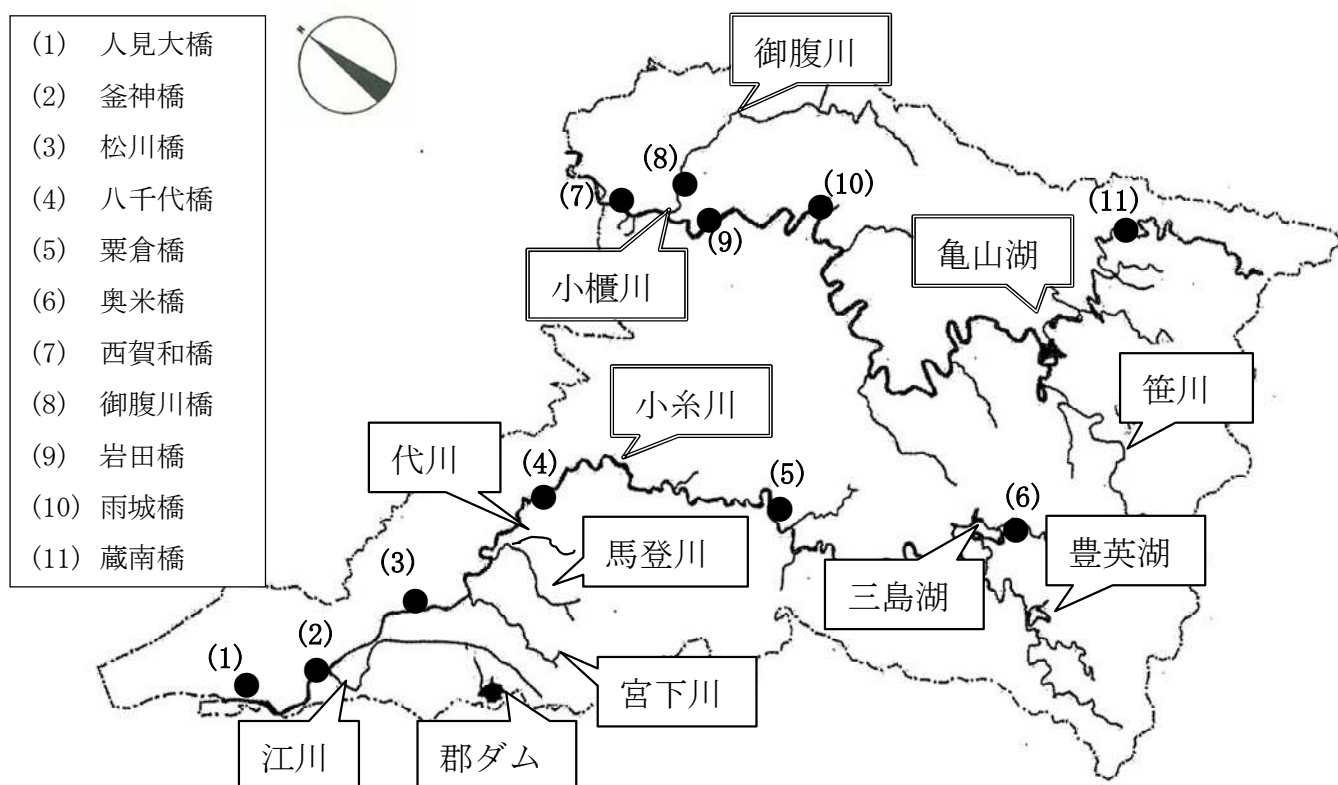 (1) 人見大橋
(2) 釜神橋
(3) 松川橋
(4) 八千代橋
(5) 粟倉橋
(6) 奥米橋
(7) 西賀和橋
(8) 御腹川橋
(9) 岩田橋
(10) 雨城橋
(11) 蔵南橋
N
御腹川
(8)
(7)
(10)
(9)
(11)
小櫃川
亀山湖
笹川
小糸川
代川
(4)
(5)
(6)
馬登川
豊英湖
三島湖
(3)
(2)
(1)
宮下川
江川
郡ダム